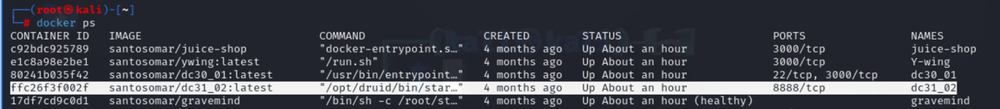 ┌──(root㉿kali)-[~]
└─# docker ps
CONTAINER ID   IMAGE                       COMMAND                  CREATED        STATUS                       PORTS              NAMES
c92bdc925789   santosomar/juice-shop       "docker-entrypoint.s…"   4 months ago   Up About an hour             3000/tcp           juice-shop
e1c8a98e2be1   santosomar/ywing:latest     "/run.sh"                4 months ago   Up About an hour             3000/tcp           Y-wing
80241b035f42   santosomar/dc30_01:latest   "/usr/bin/entrypoint…"   4 months ago   Up About an hour             22/tcp, 3000/tcp   dc30_01
ffc26f3f002f   santosomar/dc31_02:latest   "/opt/druid/bin/star…"   4 months ago   Up About an hour             8888/tcp           dc31_02
17df7cd9c0d1   santosomar/gravemind        "/bin/sh -c /root/st…"   4 months ago   Up About an hour (healthy)                      gravemind